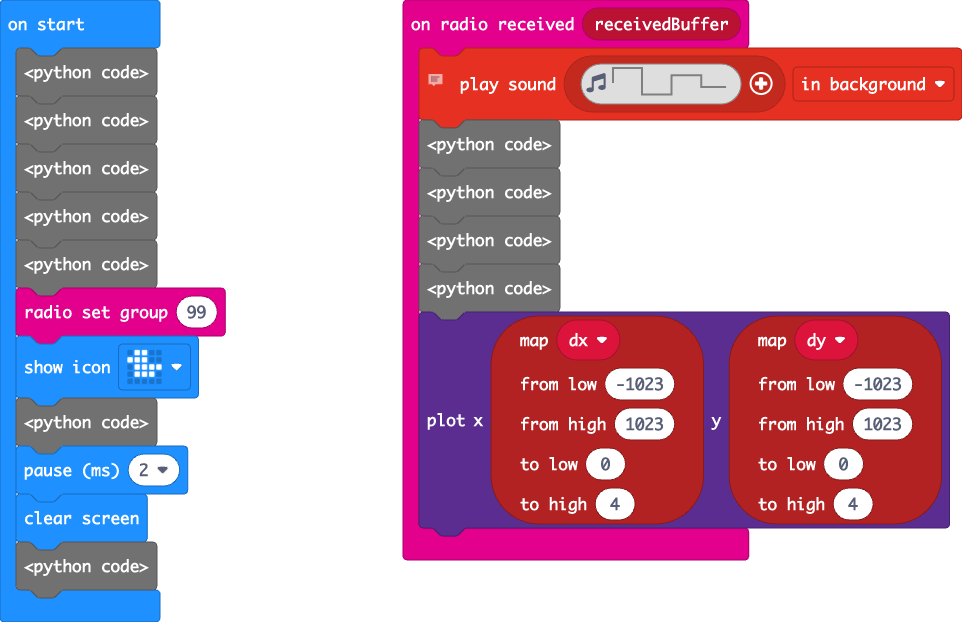 on start
<python code>
<python code>
<python code>
<python code>
<python code>
radio set group 99
show icon
<python code>
pause (ms) 2
clear screen
<python code>
on radio received receivedBuffer
play sound in background
<python code>
<python code>
<python code>
<python code>
plot x
map dx
from low -1023
from high 1023
to low 0
to high 4
y
map dy
from low -1023
from high 1023
to low 0
to high 4